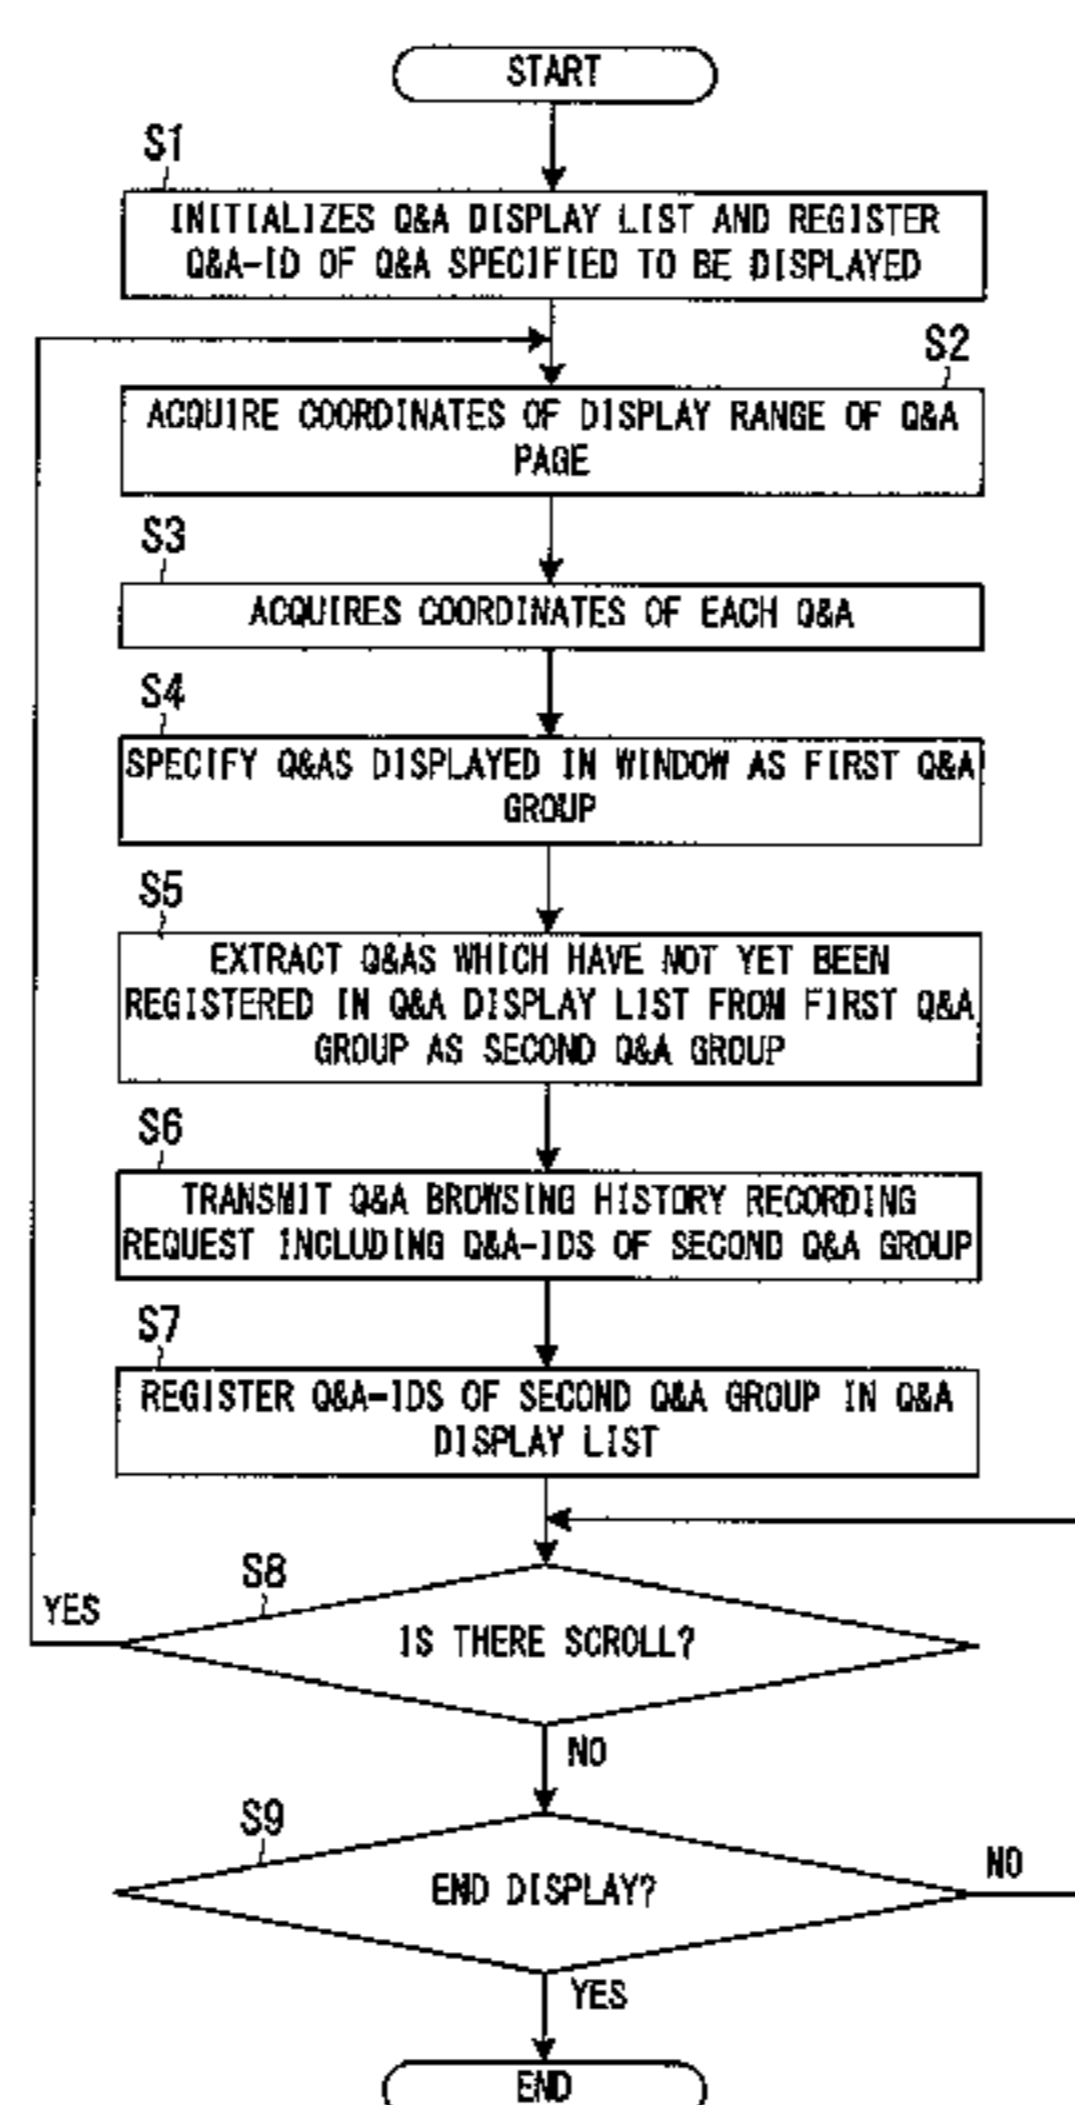 START
S1
INITIALIZES Q&A DISPLAY LIST AND REGISTER
Q&A-ID OF Q&A SPECIFIED TO BE DISPLAYED
S2
ACQUIRE COORDINATES OF DISPLAY RANGE OF Q&A
PAGE
S3
ACQUIRES COORDINATES OF EACH Q&A
S4
SPECIFY Q&AS DISPLAYED IN WINDOW AS FIRST Q&A
GROUP
S5
EXTRACT Q&AS WHICH HAVE NOT YET BEEN
REGISTERED IN Q&A DISPLAY LIST FROM FIRST Q&A
GROUP AS SECOND Q&A GROUP
S6
TRANSMIT Q&A BROWSING HISTORY RECORDING
REQUEST INCLUDING Q&A-IDS OF SECOND Q&A GROUP
S7
REGISTER Q&A-IDS OF SECOND Q&A GROUP IN Q&A
DISPLAY LIST
S8
YES
IS THERE SCROLL?
NO
S9
END DISPLAY?
NO
YES
END